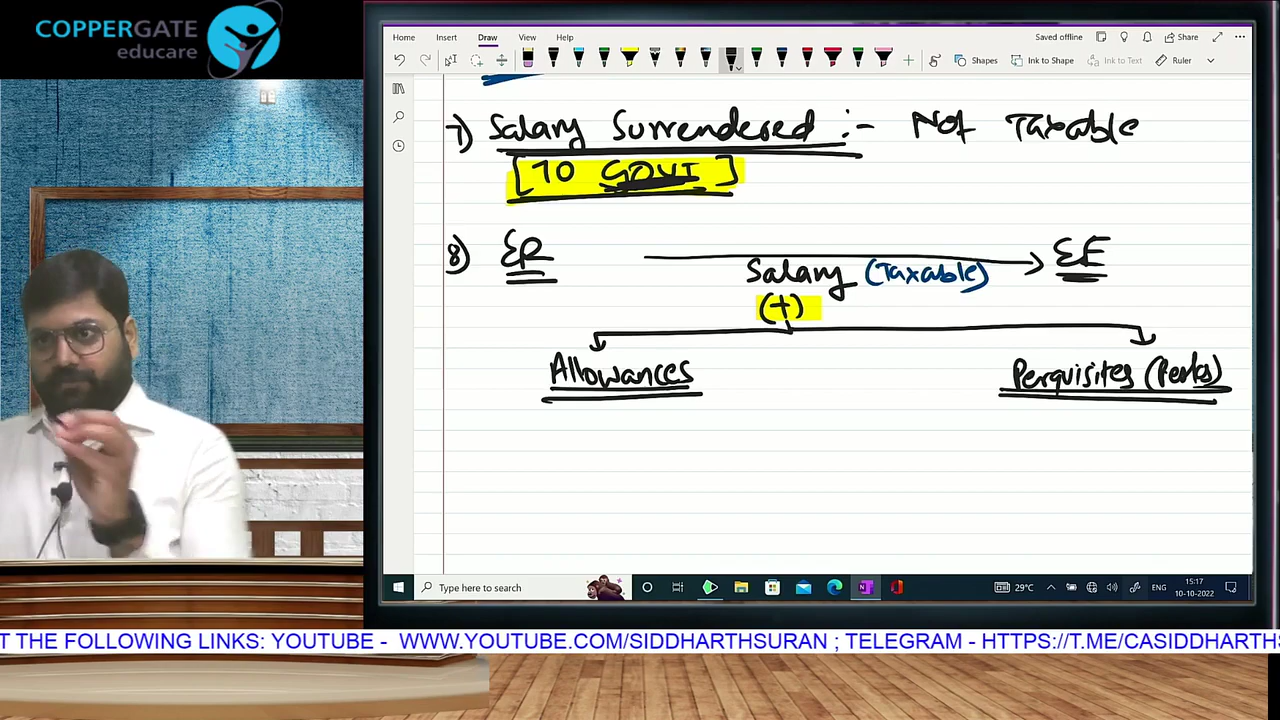 COPPERGATE
educare
Home Insert Draw View Help
Saved offline
Share
Shapes
Ink to Shape
Ink to Text
Ruler
7) Salary Surrendered :- Not Taxable
[TO GOVT]
8) ER → EE
Salary (Taxable)
(+)
Allowances
Perquisites (Perks)
Type here to search
29°C
ENG
15:17
10-10-2022
T THE FOLLOWING LINKS: YOUTUBE - WWW.YOUTUBE.COM/SIDDHARTHSURAN ; TELEGRAM - HTTPS://T.ME/CASIDDHARTHS